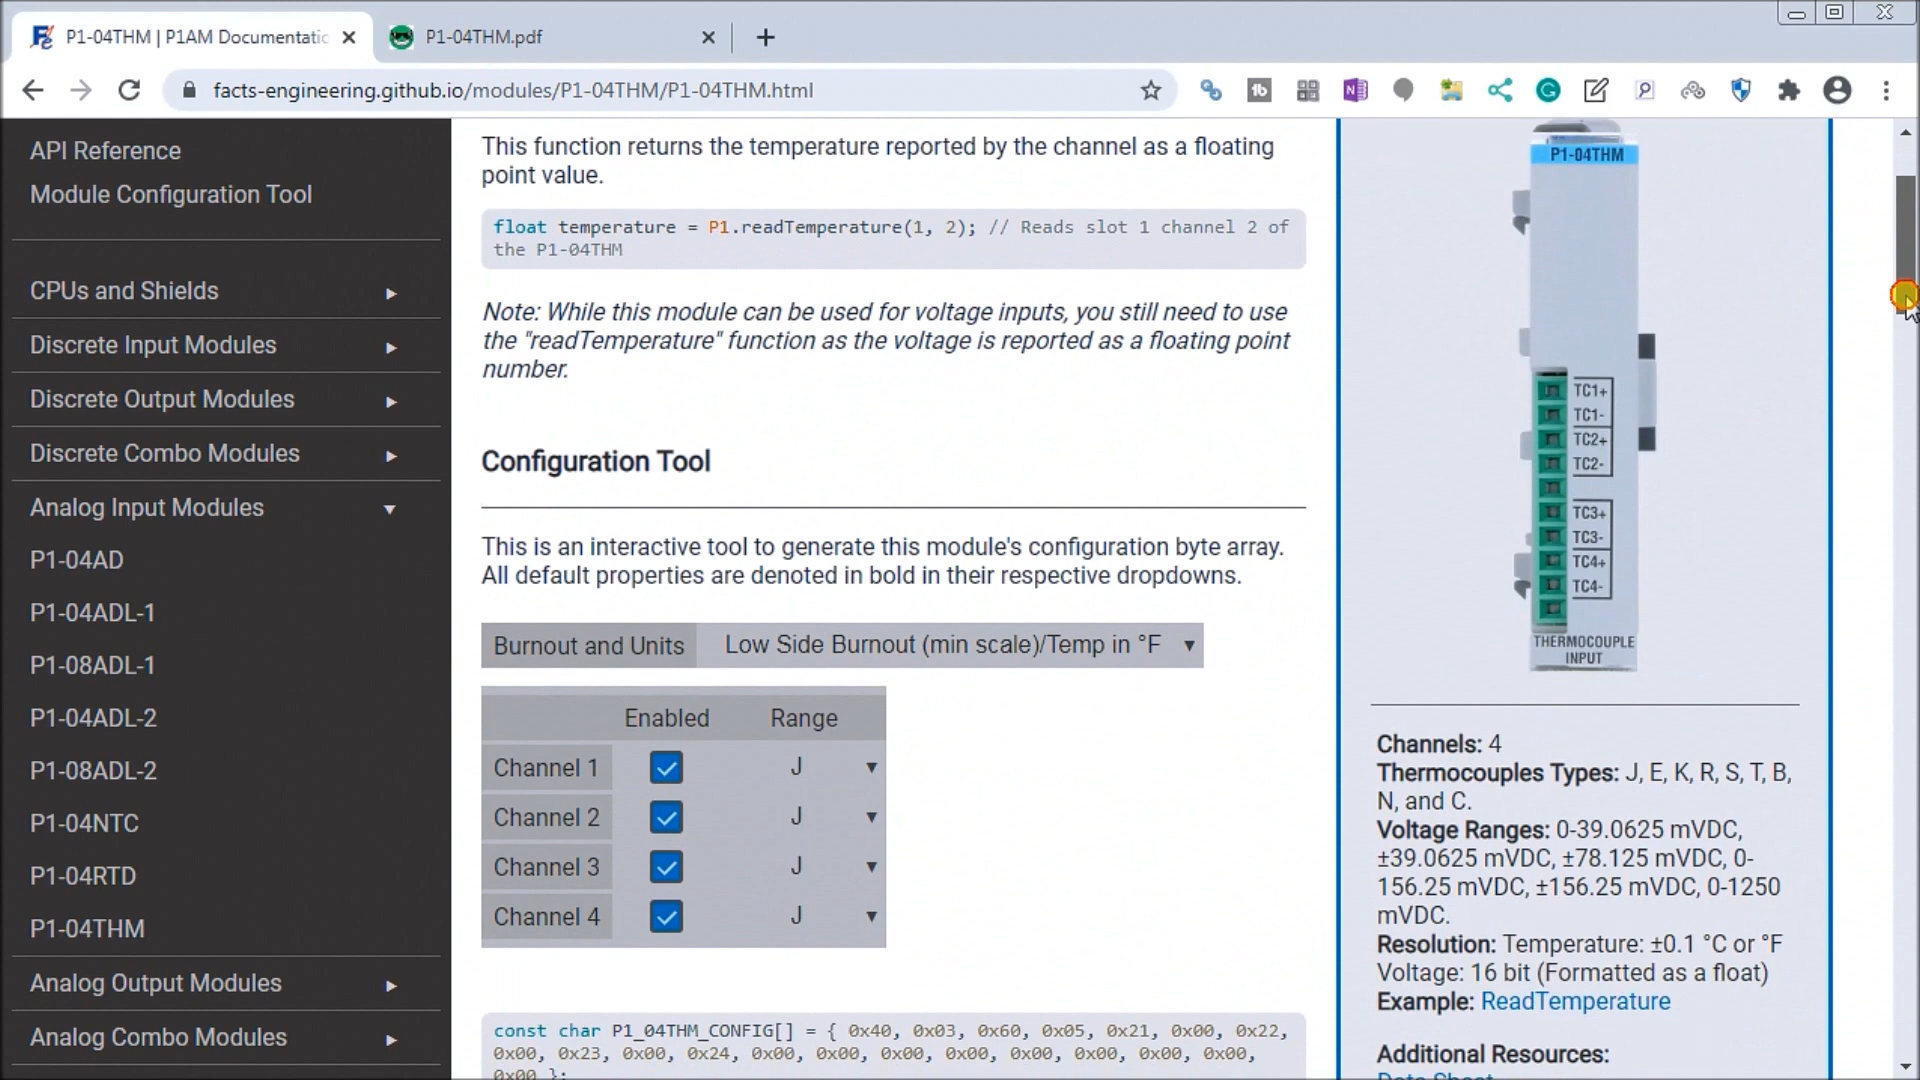 P1-04THM | P1AM Documentatic
P1-04THM.pdf
facts-engineering.github.io/modules/P1-04THM/P1-04THM.html
API Reference
Module Configuration Tool
CPUs and Shields
Discrete Input Modules
Discrete Output Modules
Discrete Combo Modules
Analog Input Modules
P1-04AD
P1-04ADL-1
P1-08ADL-1
P1-04ADL-2
P1-08ADL-2
P1-04NTC
P1-04RTD
P1-04THM
Analog Output Modules
Analog Combo Modules
This function returns the temperature reported by the channel as a floating
point value.
float temperature = P1.readTemperature(1, 2); // Reads slot 1 channel 2 of
the P1-04THM
Note: While this module can be used for voltage inputs, you still need to use
the "readTemperature" function as the voltage is reported as a floating point
number.
Configuration Tool
This is an interactive tool to generate this module's configuration byte array.
All default properties are denoted in bold in their respective dropdowns.
Burnout and Units Low Side Burnout (min scale)/Temp in °F
Enabled Range
Channel 1 J
Channel 2 J
Channel 3 J
Channel 4 J
const char P1_04THM_CONFIG[] = { 0x40, 0x03, 0x60, 0x05, 0x21, 0x00, 0x22,
0x00, 0x23, 0x00, 0x24, 0x00, 0x00, 0x00, 0x00, 0x00, 0x00, 0x00, 0x00,
0x00 };
P1-04THM
TC1+
TC1-
TC2+
TC2-
TC3+
TC3-
TC4+
TC4-
THERMOCOUPLE
INPUT
Channels: 4
Thermocouples Types: J, E, K, R, S, T, B,
N, and C.
Voltage Ranges: 0-39.0625 mVDC,
±39.0625 mVDC, ±78.125 mVDC, 0-
156.25 mVDC, ±156.25 mVDC, 0-1250
mVDC.
Resolution: Temperature: ±0.1 °C or °F
Voltage: 16 bit (Formatted as a float)
Example: ReadTemperature
Additional Resources:
Data Sheet